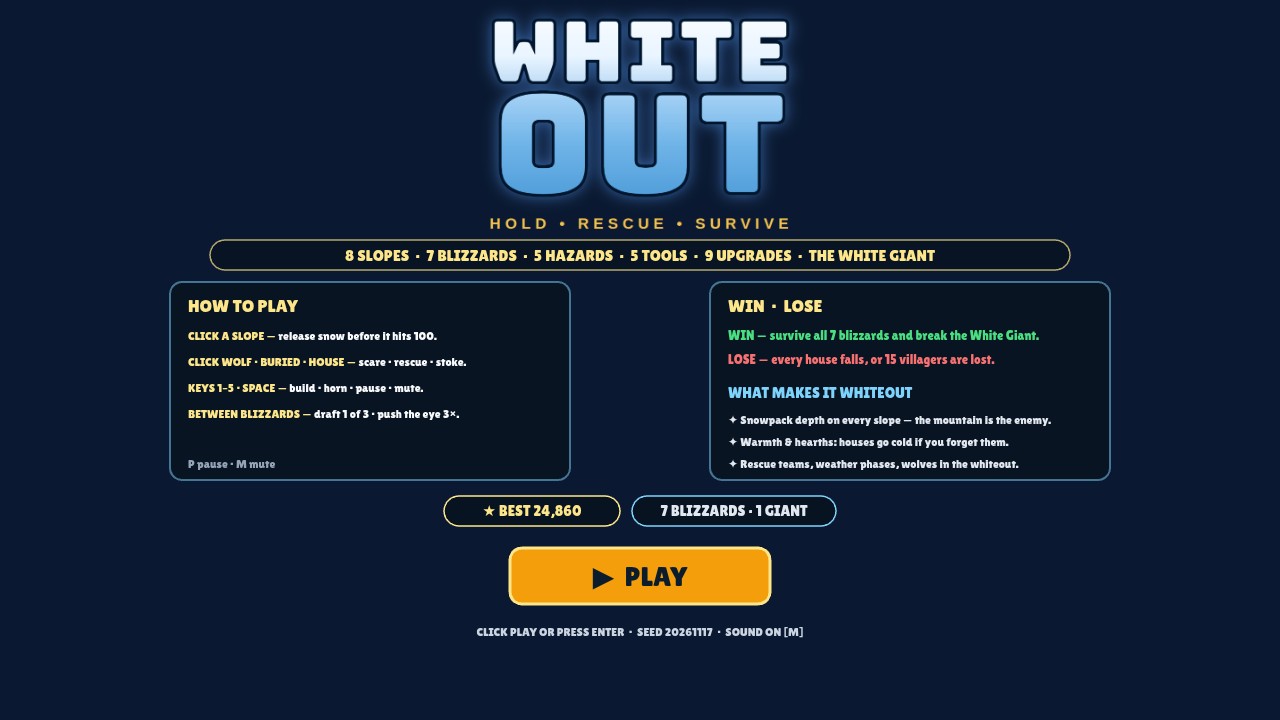 WHITE
OUT
HOLD • RESCUE • SURVIVE
8 SLOPES · 7 BLIZZARDS · 5 HAZARDS · 5 TOOLS · 9 UPGRADES · THE WHITE GIANT
HOW TO PLAY
CLICK A SLOPE — release snow before it hits 100.
CLICK WOLF · BURIED · HOUSE — scare · rescue · stoke.
KEYS 1–5 · SPACE — build · horn · pause · mute.
BETWEEN BLIZZARDS — draft 1 of 3 · push the eye 3×.
P pause · M mute
WIN · LOSE
WIN — survive all 7 blizzards and break the White Giant.
LOSE — every house falls, or 15 villagers are lost.
WHAT MAKES IT WHITEOUT
✦ Snowpack depth on every slope — the mountain is the enemy.
✦ Warmth & hearths: houses go cold if you forget them.
✦ Rescue teams, weather phases, wolves in the whiteout.
★ BEST 24,860
7 BLIZZARDS · 1 GIANT
▶ PLAY
CLICK PLAY OR PRESS ENTER · SEED 20261117 · SOUND ON [M]